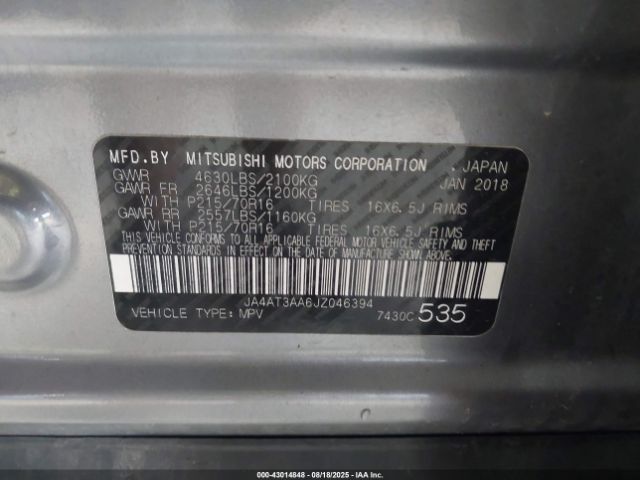 MFD.BY MITSUBISHI MOTORS CORPORATION . JAPAN
GVWR 4630LBS/2100KG JAN 2018
GAWR FR 2646LBS/1200KG
WITH P215/70R16 TIRES 16X6.5J RIMS
GAWR RR 2557LBS/1160KG
WITH P215/70R16 TIRES 16X6.5J RIMS
THIS VEHICLE CONFORMS TO ALL APPLICABLE FEDERAL MOTOR VEHICLE SAFETY AND THEFT
PREVENTION STANDARDS IN EFFECT ON THE DATE OF MANUFACTURE SHOWN ABOVE.
JA4AT3AA6JZ046394
VEHICLE TYPE: MPV 7430C 535
000-43014848 - 08/18/2025 - © IAA Inc.